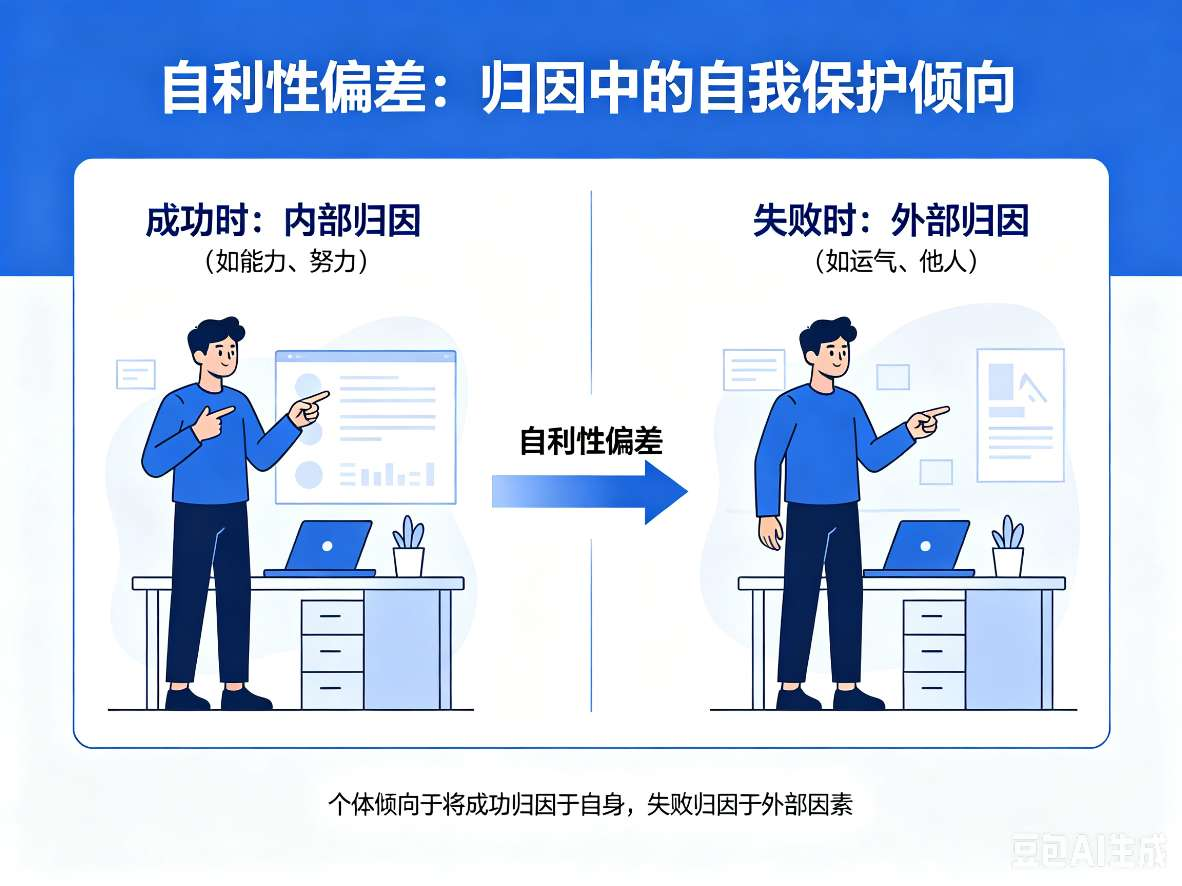 自利性偏差：归因中的自我保护倾向
成功时：内部归因
（如能力、努力）
失败时：外部归因
（如运气、他人）
自利性偏差
个体倾向于将成功归因于自身，失败归因于外部因素
豆包AI生成